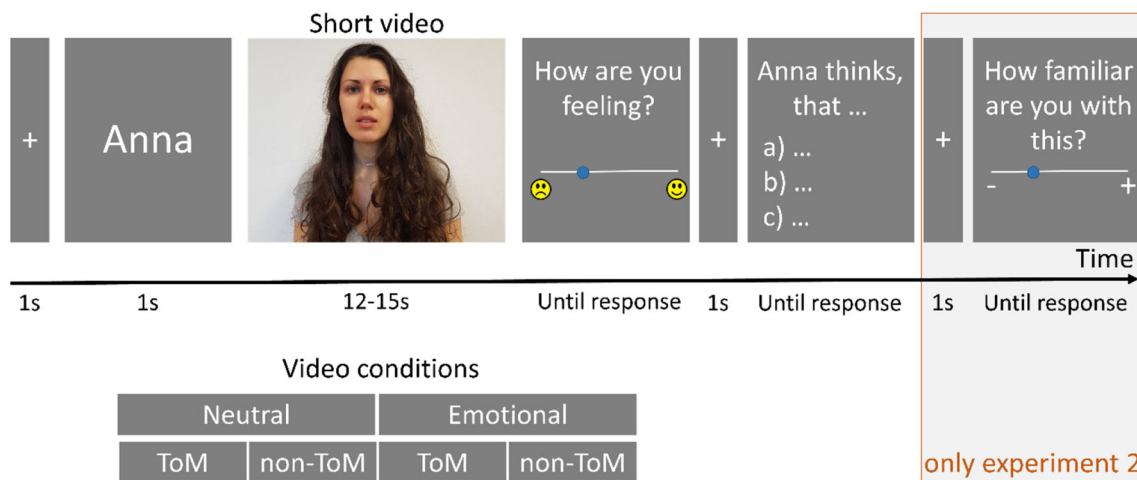 Short video
+
Anna
How are you
feeling?
+
Anna thinks,
that ...
a) ...
b) ...
c) ...
+
How familiar
are you with
this?
- +
Time
1s 1s 12-15s Until response 1s Until response 1s Until response
Video conditions
Neutral Emotional
ToM non-ToM ToM non-ToM
only experiment 2